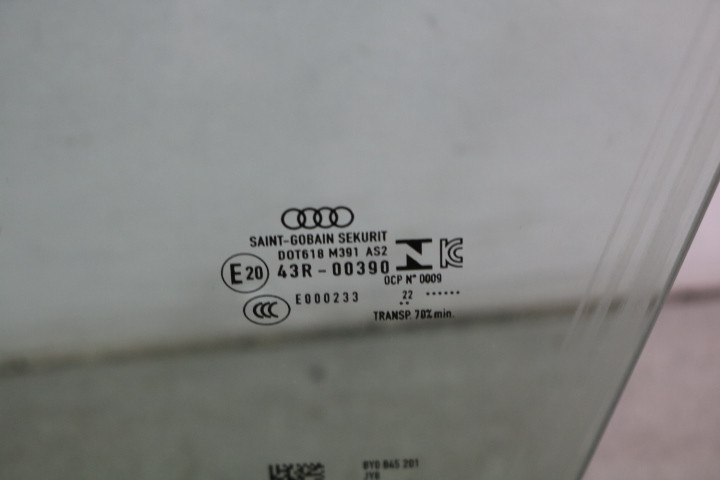 SAINT-GOBAIN SEKURIT
DOT618 M391 AS2
E20 43R-00390
OCP N° 0009
CCC E000233
22 ......
..
TRANSP. 70% min.
8Y0 845 201